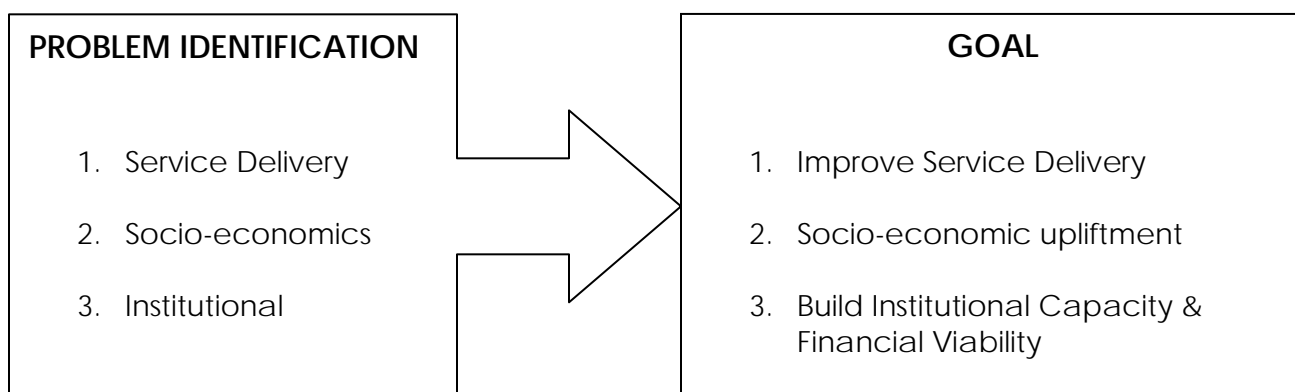 PROBLEM IDENTIFICATION
1. Service Delivery
2. Socio-economics
3. Institutional
GOAL
1. Improve Service Delivery
2. Socio-economic upliftment
3. Build Institutional Capacity &
Financial Viability